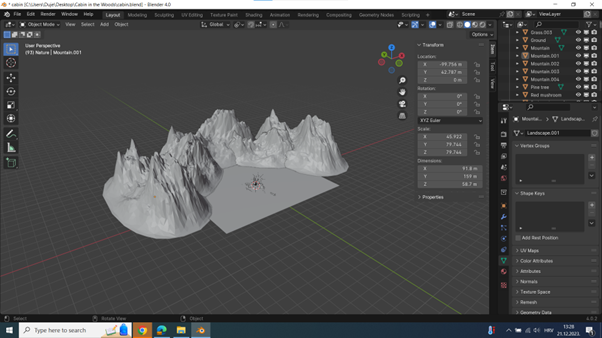 * cabin [C:\Users\Dujel\Desktop\Cabin in the Woods\cabin.blend] - Blender 4.0
File Edit Render Window Help Layout Modeling Sculpting UV Editing Texture Paint Shading Animation Rendering Compositing Geometry Nodes Scripting
Scene
ViewLayer
Object Mode View Select Add Object
Global
Options
User Perspective
(93) Nature | Mountain.001
Transform
Location:
X -99.756 m
Y 42.787 m
Z 0 m
Rotation:
X 0°
Y 0°
Z 0°
XYZ Euler
Scale:
X 45.922
Y 79.744
Z 79.744
Dimensions:
X 91.8 m
Y 159 m
Z 58.7 m
Properties
Item
Tool
View
Grass.003
Ground
Mountain
Mountain.001
Mountain.002
Mountain.003
Mountain.004
Pine tree
Red mushroom
Mountai...
Landscap...
Landscape.001
Vertex Groups
Shape Keys
Add Rest Position
UV Maps
Color Attributes
Attributes
Normals
Texture Space
Remesh
Geometry Data
Select
Rotate View
Object
4.0.2
Type here to search
HRV
13:28
21.12.2023.